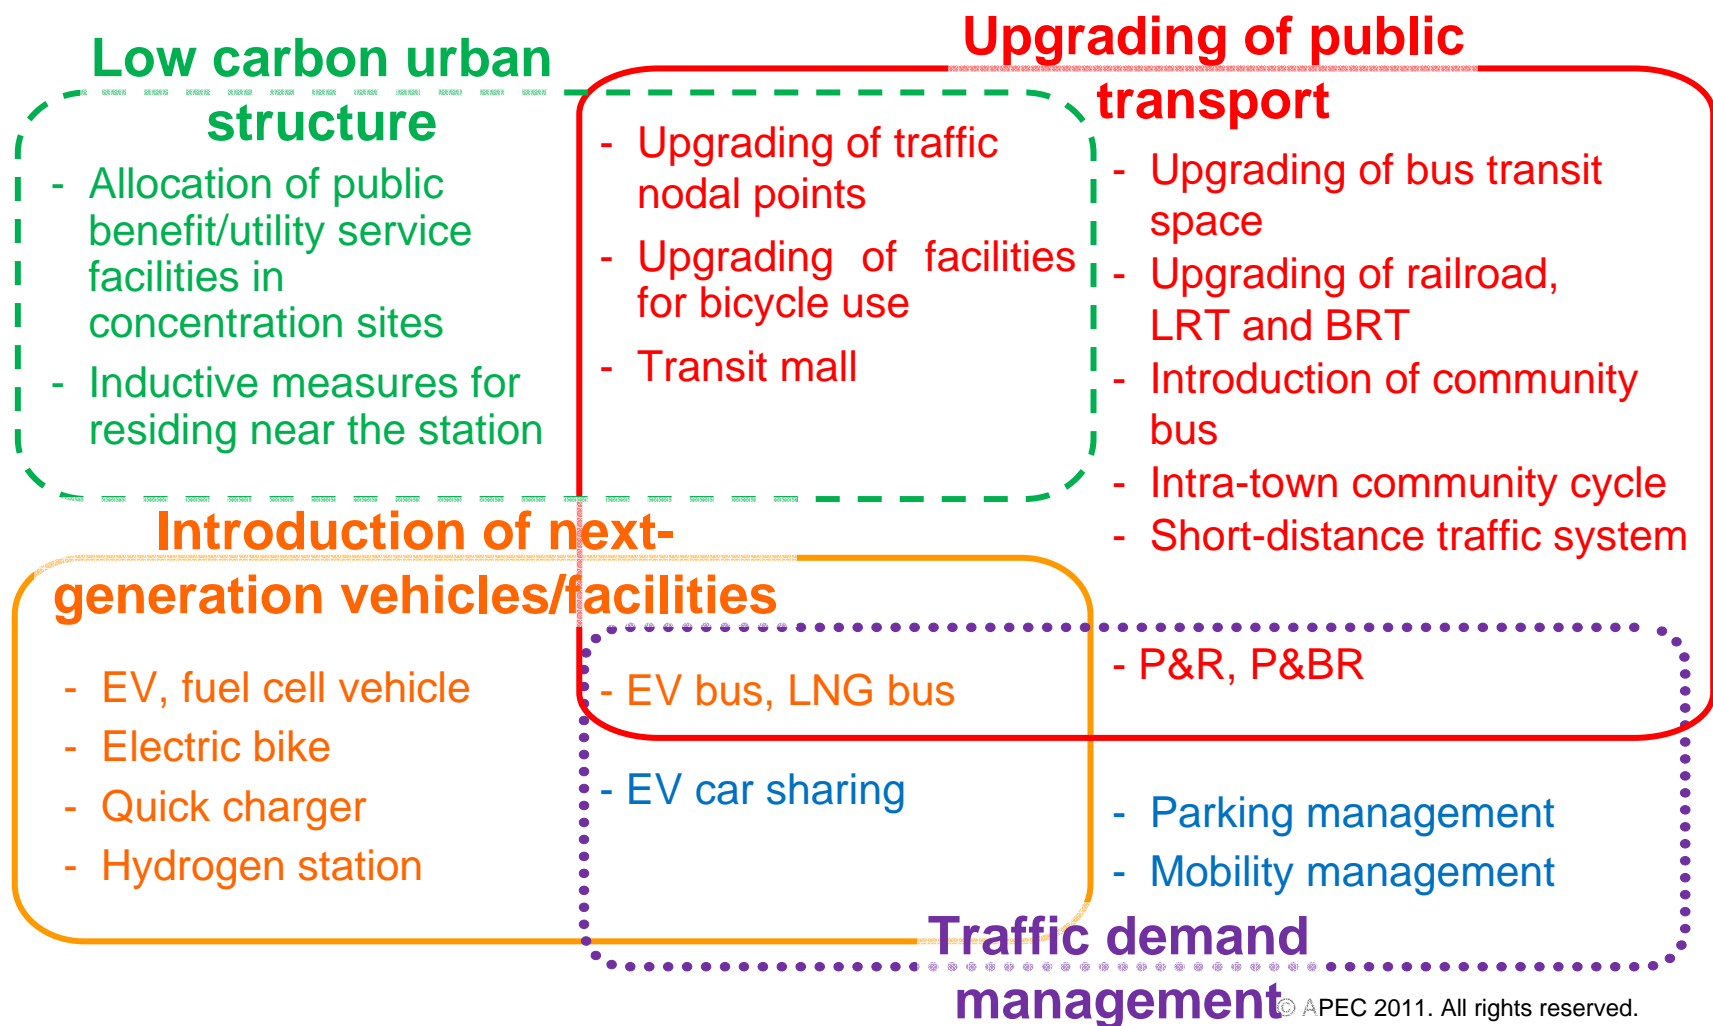 Low carbon urban
structure
- Allocation of public
benefit/utility service
facilities in
concentration sites
- Inductive measures for
residing near the station
- Upgrading of traffic
nodal points
- Upgrading of facilities
for bicycle use
- Transit mall
Upgrading of public
transport
- Upgrading of bus transit
space
- Upgrading of railroad,
LRT and BRT
- Introduction of community
bus
- Intra-town community cycle
- Short-distance traffic system
Introduction of next-
generation vehicles/facilities
- EV, fuel cell vehicle
- Electric bike
- Quick charger
- Hydrogen station
- EV bus, LNG bus
- P&R, P&BR
- EV car sharing
- Parking management
- Mobility management
Traffic demand
management
© APEC 2011. All rights reserved.